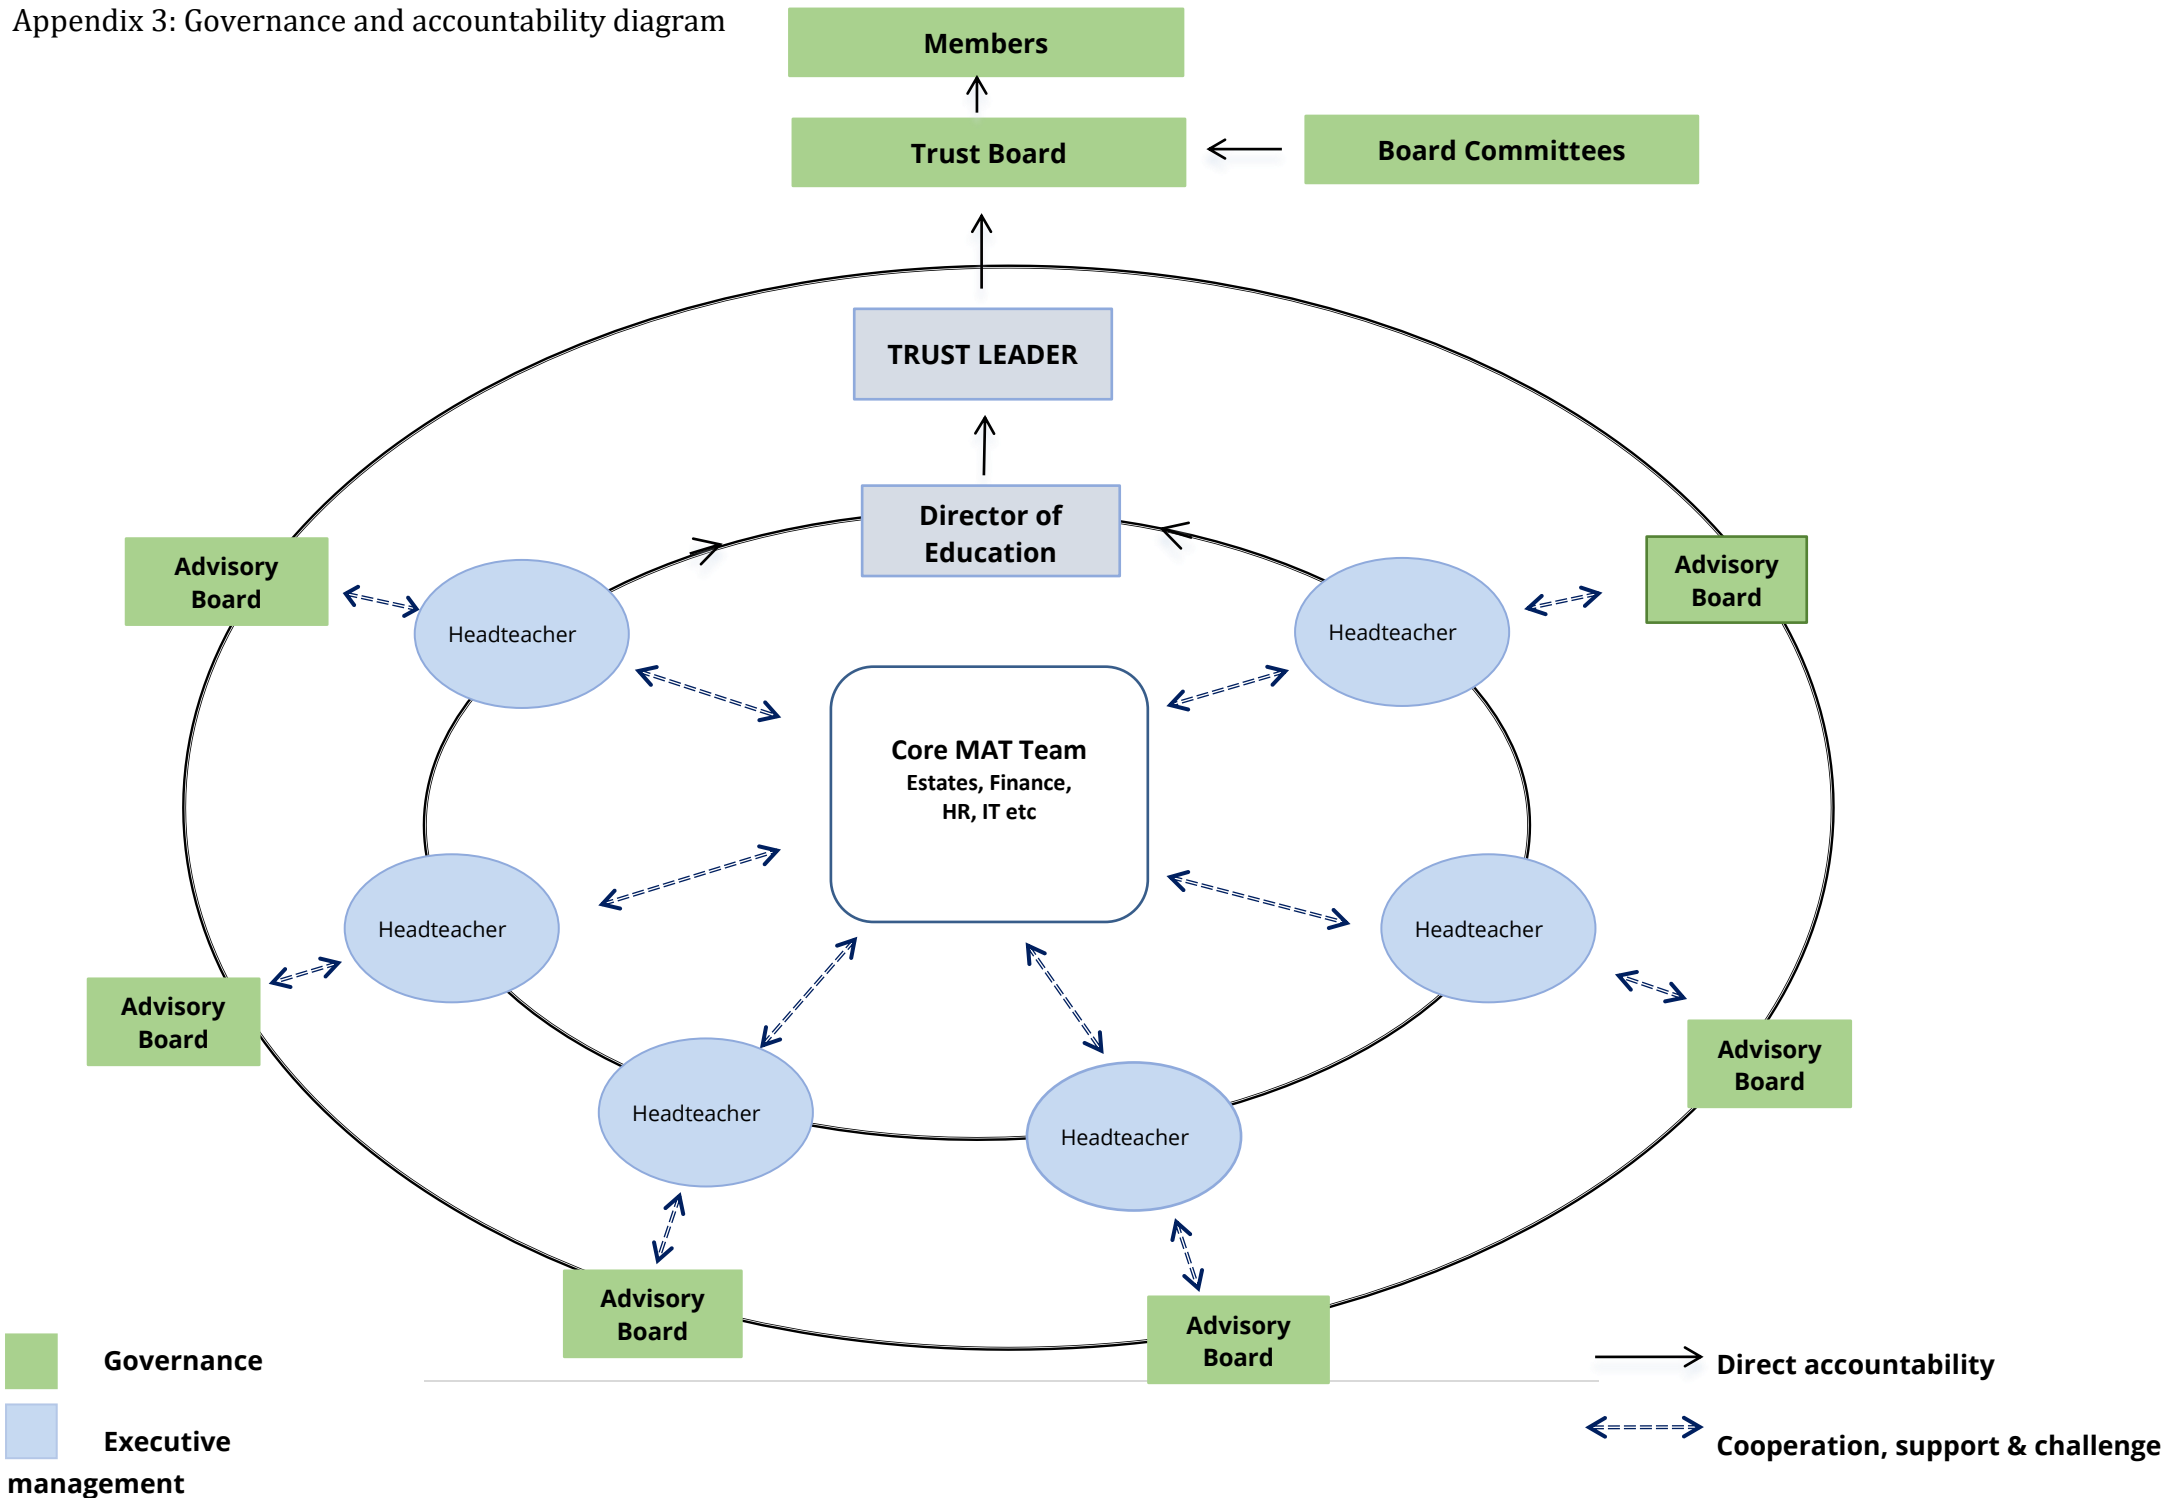 Appendix 3: Governance and accountability diagram
Members
Trust Board
Board Committees
TRUST LEADER
Director of
Education
Advisory
Board
Headteacher
Headteacher
Advisory
Board
Core MAT Team
Estates, Finance,
HR, IT etc
Headteacher
Headteacher
Advisory
Board
Advisory
Board
Headteacher
Headteacher
Advisory
Board
Advisory
Board
Governance
Executive
management
Direct accountability
Cooperation, support & challenge